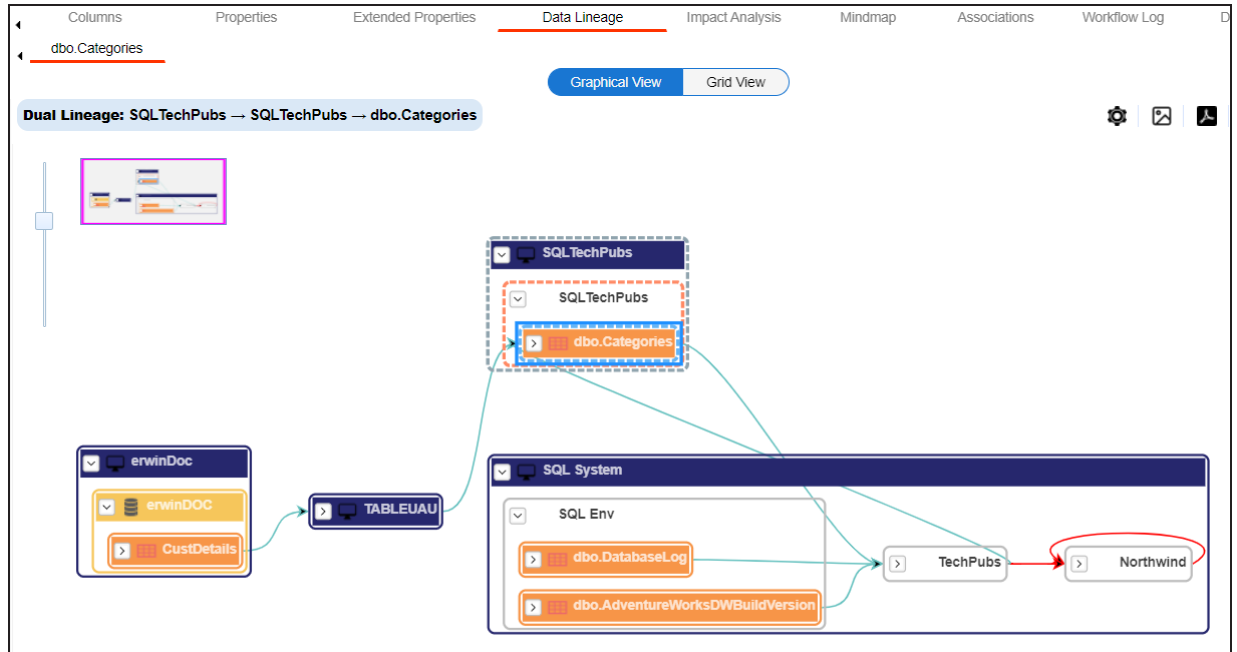 Columns Properties Extended Properties Data Lineage Impact Analysis Mindmap Associations Workflow Log D
dbo.Categories
Graphical View Grid View
Dual Lineage: SQLTechPubs → SQLTechPubs → dbo.Categories
SQLTechPubs
SQLTechPubs
dbo.Categories
erwinDoc
erwinDOC
CustDetails
TABLEUAU
SQL System
SQL Env
dbo.DatabaseLog
dbo.AdventureWorksDWBuildVersion
TechPubs
Northwind